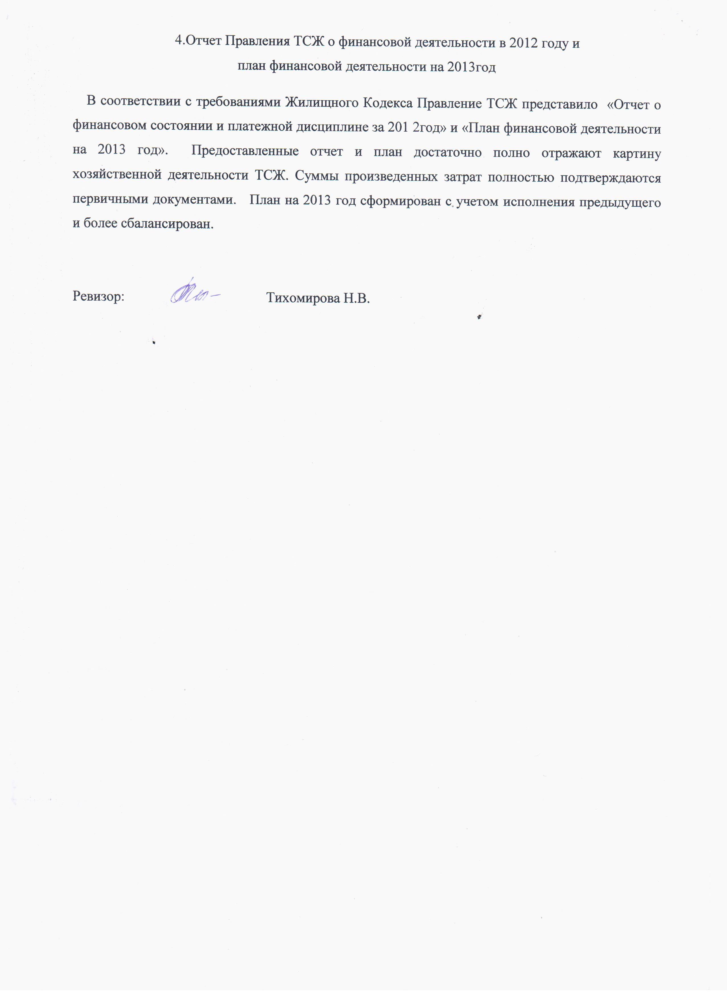 4.Отчет Правления ТСЖ о финансовой деятельности в 2012 году и
план финансовой деятельности на 2013год
В соответствии с требованиями Жилищного Кодекса Правление ТСЖ представило «Отчет о
финансовом состоянии и платежной дисциплине за 201 2год» и «План финансовой деятельности
на 2013 год». Предоставленные отчет и план достаточно полно отражают картину
хозяйственной деятельности ТСЖ. Суммы произведенных затрат полностью подтверждаются
первичными документами. План на 2013 год сформирован с учетом исполнения предыдущего
и более сбалансирован.
Ревизор: Тихомирова Н.В.